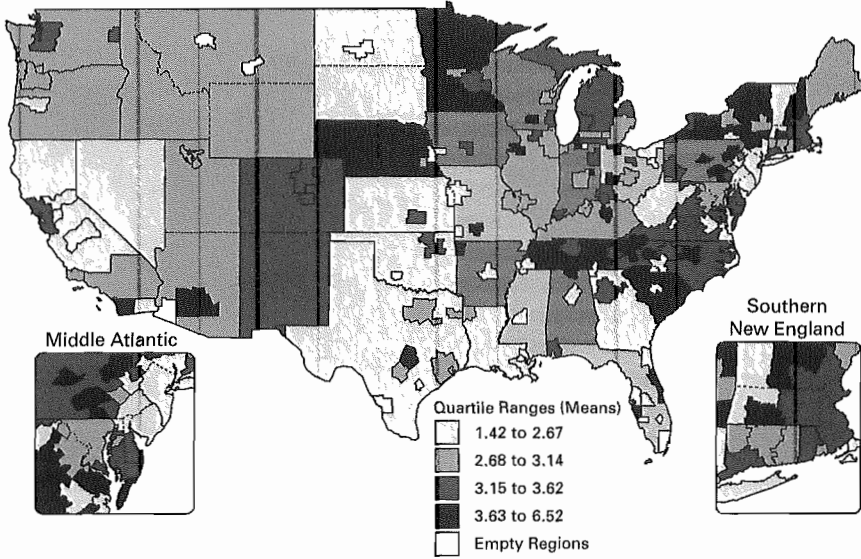 Southern
New England
Middle Atlantic
Quartile Ranges (Means)
1.42 to 2.67
2.68 to 3.14
3.15 to 3.62
3.63 to 6.52
Empty Regions